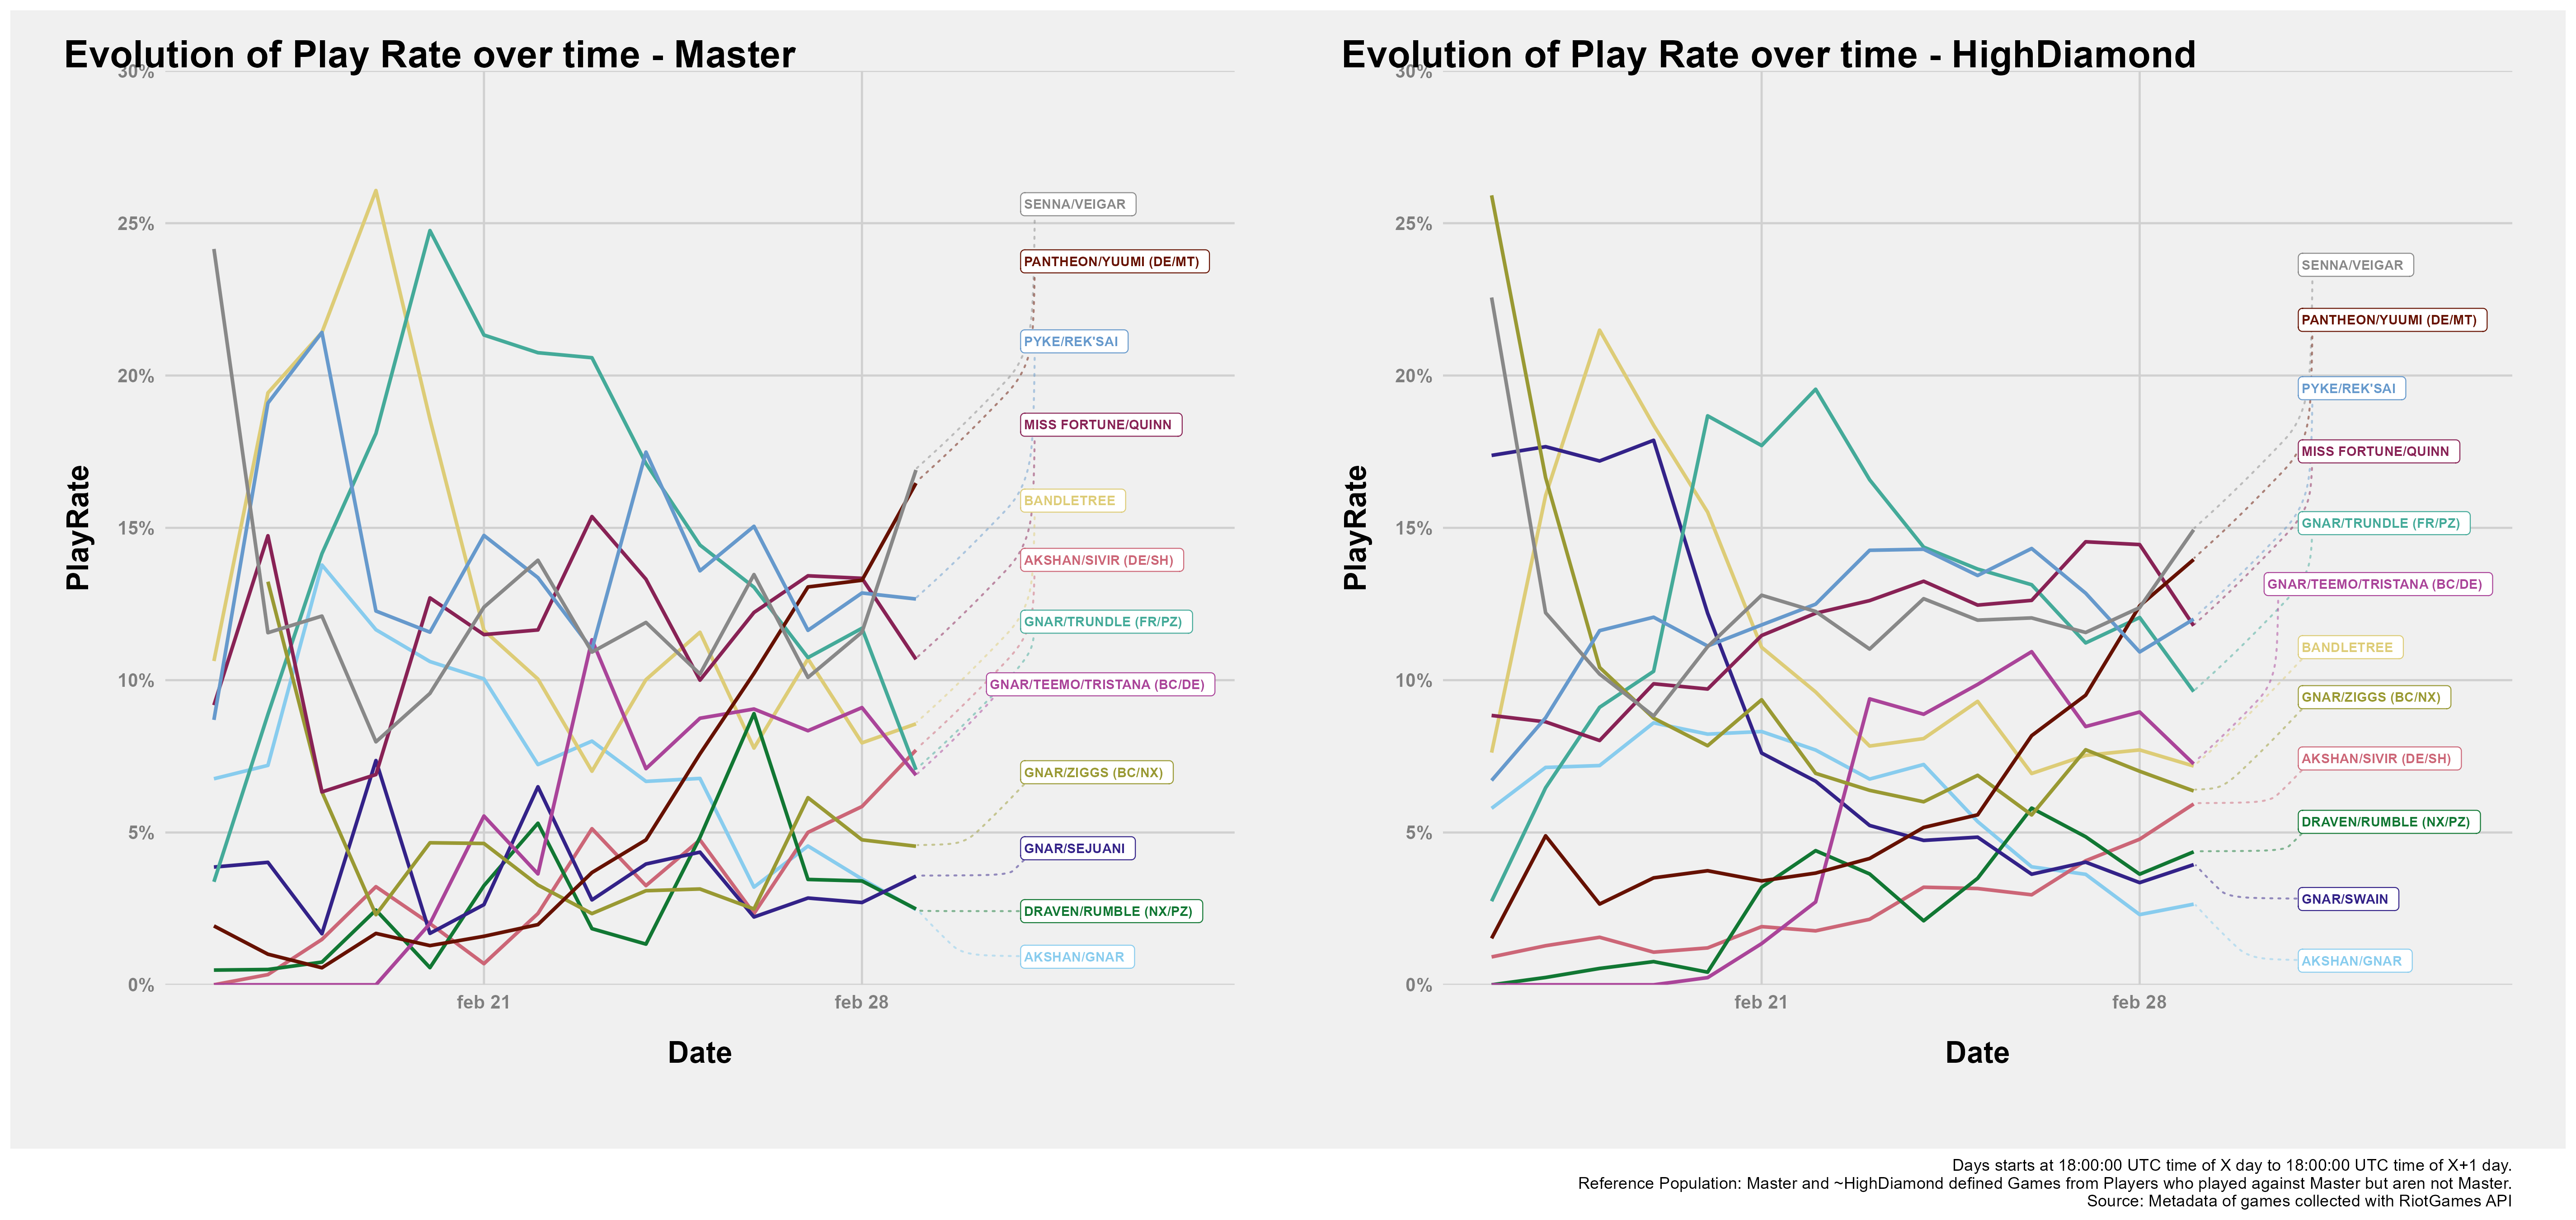 Evolution of Play Rate over time - Master
30%
25%
20%
15%
10%
5%
0%
PlayRate
feb 21
feb 28
Date
SENNA/VEIGAR
PANTHEON/YUUMI (DE/MT)
PYKE/REK'SAI
MISS FORTUNE/QUINN
BANDLETREE
AKSHAN/SIVIR (DE/SH)
GNAR/TRUNDLE (FR/PZ)
GNAR/TEEMO/TRISTANA (BC/DE)
GNAR/ZIGGS (BC/NX)
GNAR/SEJUANI
DRAVEN/RUMBLE (NX/PZ)
AKSHAN/GNAR
Evolution of Play Rate over time - HighDiamond
30%
25%
20%
15%
10%
5%
0%
PlayRate
feb 21
feb 28
Date
SENNA/VEIGAR
PANTHEON/YUUMI (DE/MT)
PYKE/REK'SAI
MISS FORTUNE/QUINN
GNAR/TRUNDLE (FR/PZ)
GNAR/TEEMO/TRISTANA (BC/DE)
BANDLETREE
GNAR/ZIGGS (BC/NX)
AKSHAN/SIVIR (DE/SH)
DRAVEN/RUMBLE (NX/PZ)
GNAR/SWAIN
AKSHAN/GNAR
Days starts at 18:00:00 UTC time of X day to 18:00:00 UTC time of X+1 day.
Reference Population: Master and ~HighDiamond defined Games from Players who played against Master but aren not Master.
Source: Metadata of games collected with RiotGames API